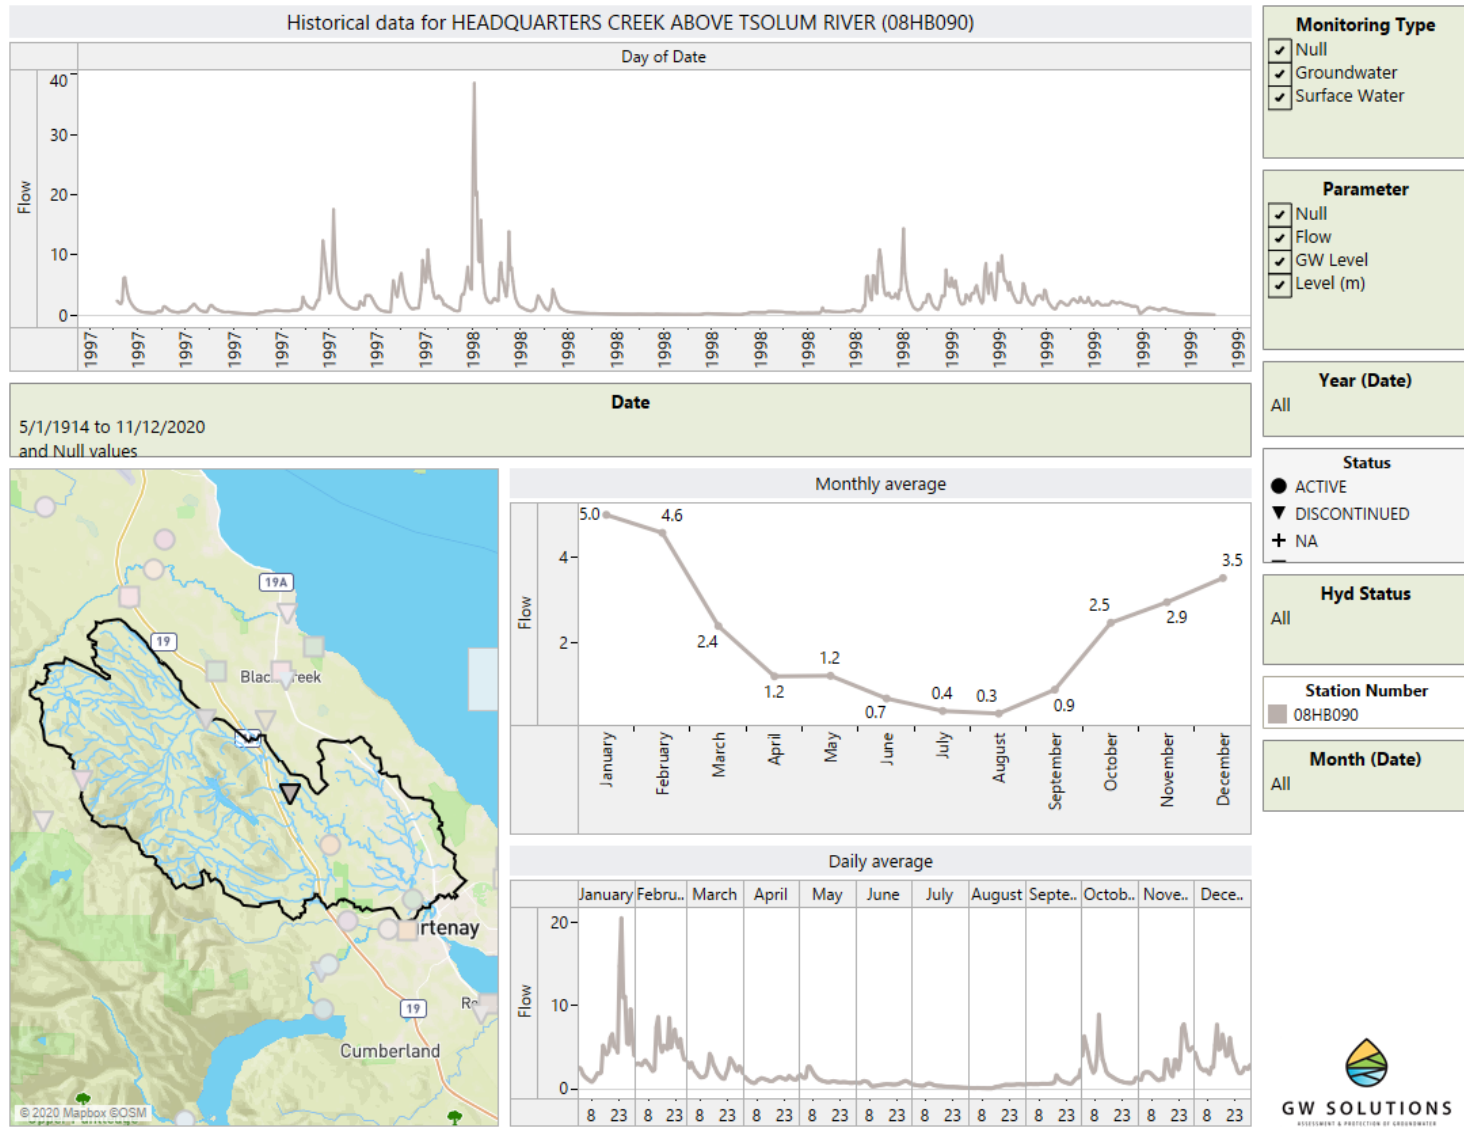 Historical data for HEADQUARTERS CREEK ABOVE TSOLUM RIVER (08HB090)
Day of Date
Flow
40
30
20
10
0
1997 1997 1997 1997 1997 1997 1997 1997 1998 1998 1998 1998 1998 1998 1998 1998 1998 1998 1999 1999 1999 1999 1999 1999 1999
Date
5/1/1914 to 11/12/2020
and Null values
19A
19
Black Creek
rtenay
19
Cumberland
© 2020 Mapbox ©OSM
Monthly average
Flow
4
2
5.0 4.6 2.4 1.2 1.2 0.7 0.4 0.3 0.9 2.5 2.9 3.5
January February March April May June July August September October November December
Daily average
January Febru.. March April May June July August Septe.. Octob.. Nove.. Dece..
Flow
20
10
0
8 23 8 23 8 23 8 23 8 23 8 23 8 23 8 23 8 23 8 23 8 23 8 23
Monitoring Type
Null
Groundwater
Surface Water
Parameter
Null
Flow
GW Level
Level (m)
Year (Date)
All
Status
ACTIVE
DISCONTINUED
NA
Hyd Status
All
Station Number
08HB090
Month (Date)
All
GW SOLUTIONS
ASSESSMENT & PROTECTION OF GROUNDWATER